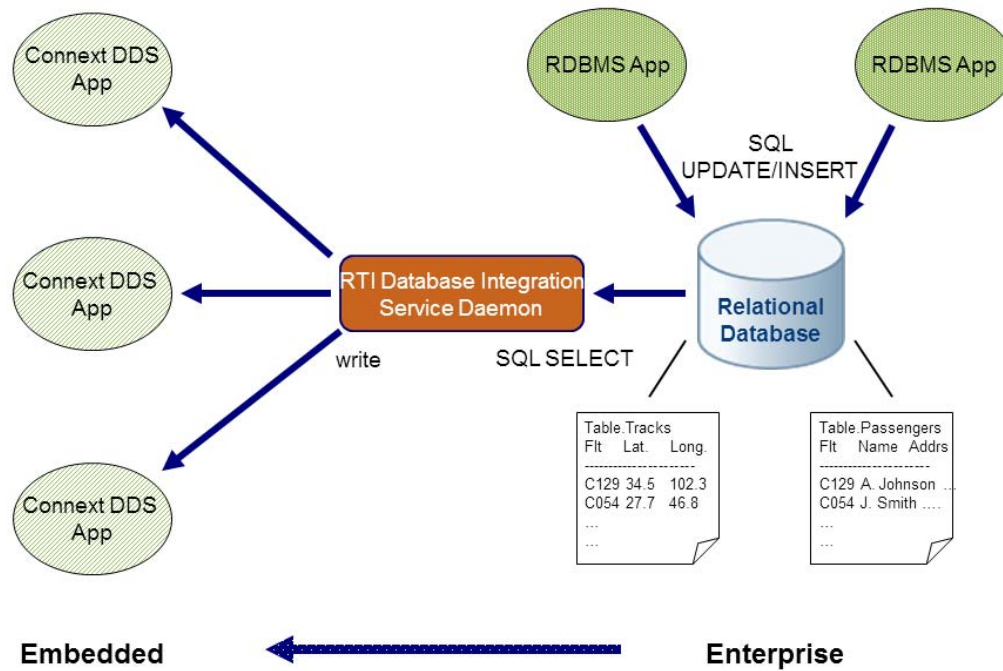 Connext DDS
App
RDBMS App
RDBMS App
SQL
UPDATE/INSERT
Connext DDS
App
RTI Database Integration
Service Daemon
Relational
Database
write
SQL SELECT
Connext DDS
App
Table.Tracks
Flt Lat. Long.
----------------------
C129 34.5 102.3
C054 27.7 46.8
...
...
Table.Passengers
Flt Name Addrs
---------------------
C129 A. Johnson ...
C054 J. Smith ....
...
...
Embedded
Enterprise